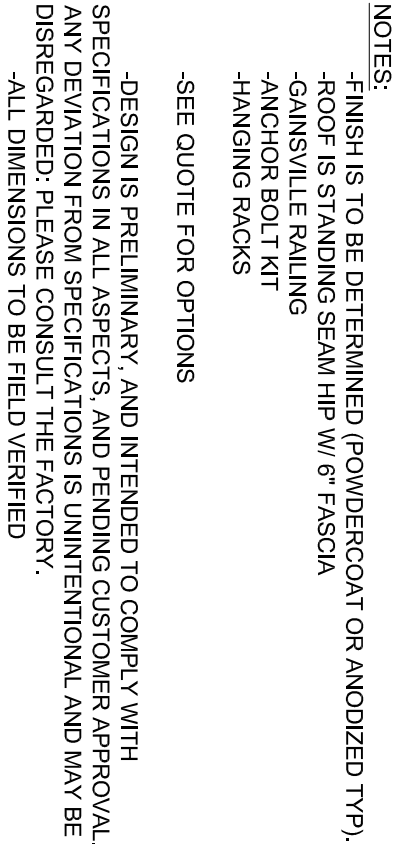 NOTES:
-FINISH IS TO BE DETERMINED (POWDERCOAT OR ANODIZED TYP).
-ROOF IS STANDING SEAM HIP W/ 6" FASCIA
-GAINSVILLE RAILING
-ANCHOR BOLT KIT
-HANGING RACKS
-SEE QUOTE FOR OPTIONS
-DESIGN IS PRELIMINARY, AND INTENDED TO COMPLY WITH
SPECIFICATIONS IN ALL ASPECTS, AND PENDING CUSTOMER APPROVAL.
ANY DEVIATION FROM SPECIFICATIONS IS UNINTENTIONAL AND MAY BE
DISREGARDED: PLEASE CONSULT THE FACTORY.
-ALL DIMENSIONS TO BE FIELD VERIFIED